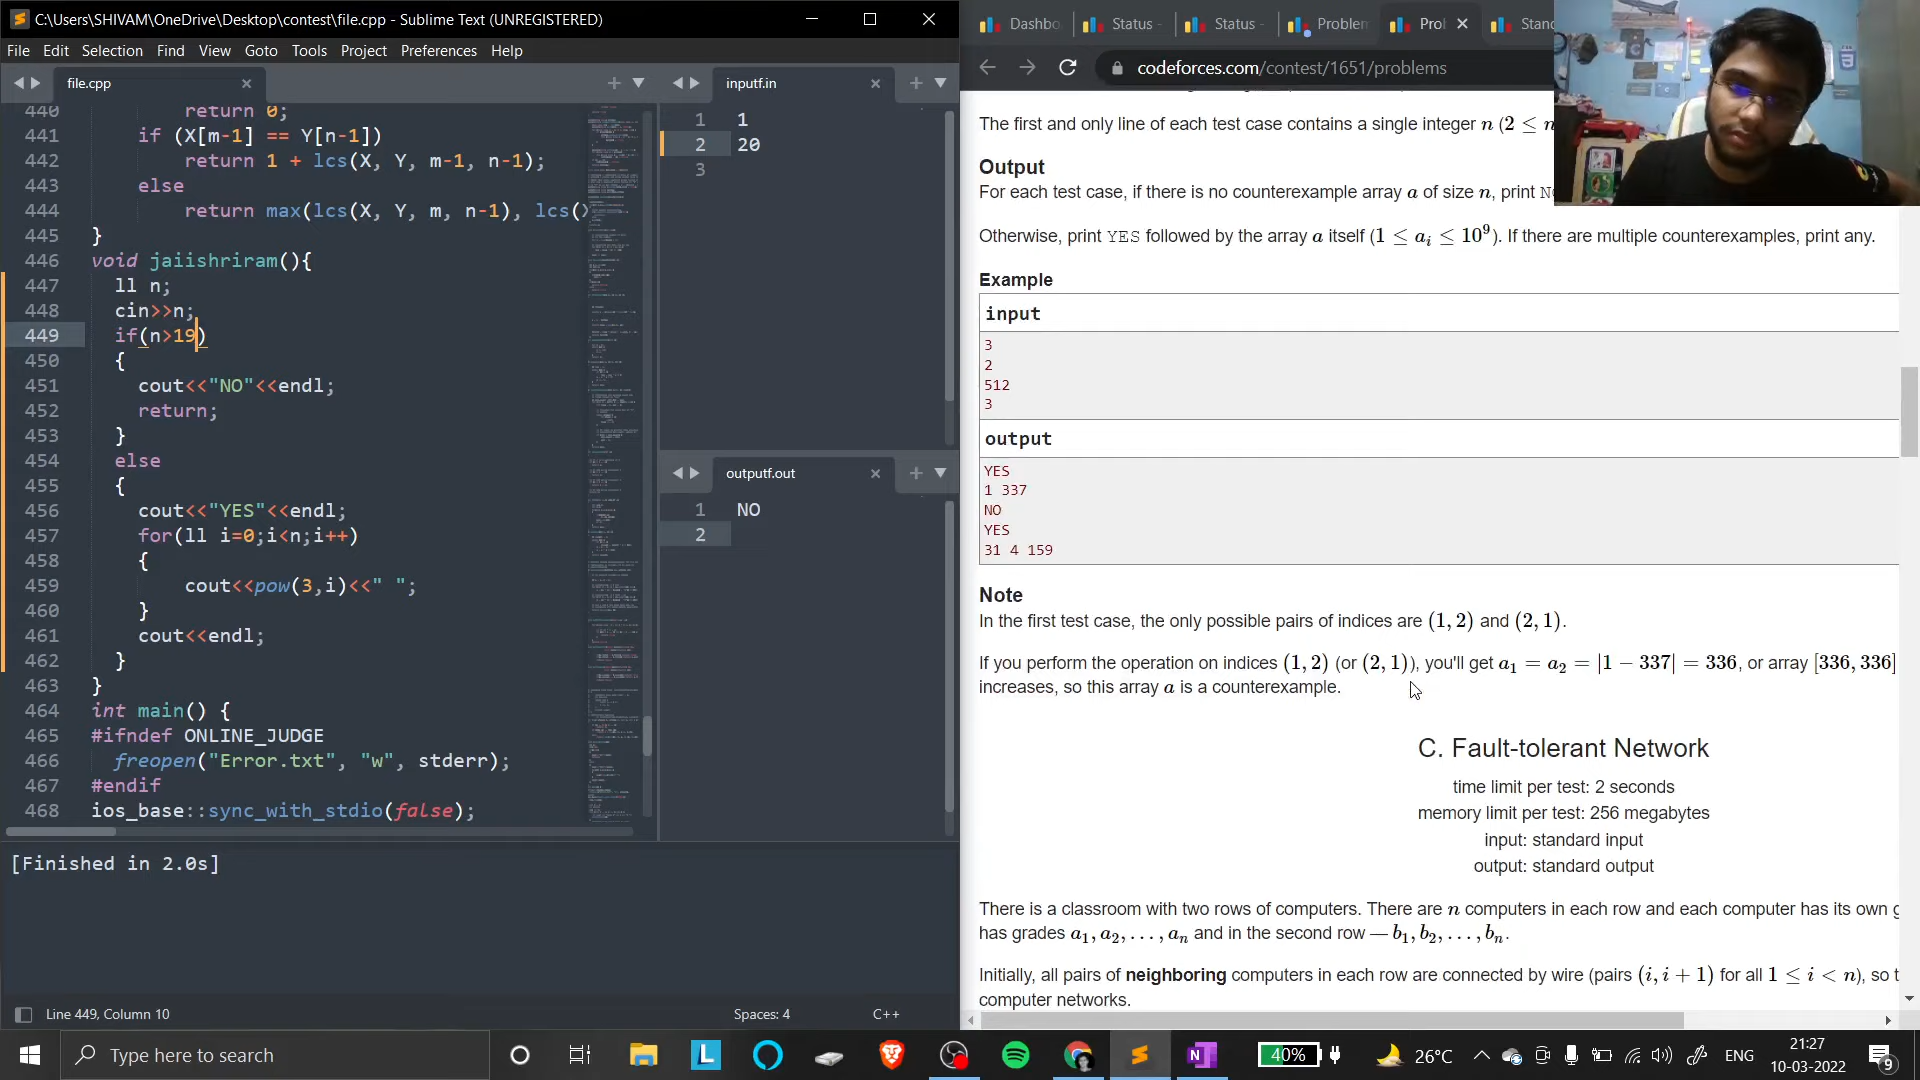 C:\Users\SHIVAM\OneDrive\Desktop\contest\file.cpp - Sublime Text (UNREGISTERED)
File Edit Selection Find View Goto Tools Project Preferences Help
file.cpp
440 return 0;
441 if (X[m-1] == Y[n-1])
442 return 1 + lcs(X, Y, m-1, n-1);
443 else
444 return max(lcs(X, Y, m, n-1), lcs(X
445 }
446 void jaiishriram(){
447 ll n;
448 cin>>n;
449 if(n>19)
450 {
451 cout<<"NO"<<endl;
452 return;
453 }
454 else
455 {
456 cout<<"YES"<<endl;
457 for(ll i=0;i<n;i++)
458 {
459 cout<<pow(3,i)<<" ";
460 }
461 cout<<endl;
462 }
463 }
464 int main() {
465 #ifndef ONLINE_JUDGE
466 freopen("Error.txt", "w", stderr);
467 #endif
468 ios_base::sync_with_stdio(false);
[Finished in 2.0s]
Line 449, Column 10
Spaces: 4
C++
inputf.in
1 1
2 20
3
outputf.out
1 NO
2
Dashbo Status Status Problem Prob Stand
codeforces.com/contest/1651/problems
The first and only line of each test case contains a single integer n (2 ≤ n
Output
For each test case, if there is no counterexample array a of size n, print NO
Otherwise, print YES followed by the array a itself (1 ≤ aᵢ ≤ 10⁹). If there are multiple counterexamples, print any.
Example
input
3
2
512
3
output
YES
1 337
NO
YES
31 4 159
Note
In the first test case, the only possible pairs of indices are (1, 2) and (2, 1).
If you perform the operation on indices (1, 2) (or (2, 1)), you'll get a₁ = a₂ = |1 − 337| = 336, or array [336, 336]
increases, so this array a is a counterexample.
C. Fault-tolerant Network
time limit per test: 2 seconds
memory limit per test: 256 megabytes
input: standard input
output: standard output
There is a classroom with two rows of computers. There are n computers in each row and each computer has its own g
has grades a₁, a₂, . . . , aₙ and in the second row — b₁, b₂, . . . , bₙ.
Initially, all pairs of neighboring computers in each row are connected by wire (pairs (i, i + 1) for all 1 ≤ i < n), so t
computer networks.
Type here to search
40%
26°C
ENG
21:27
10-03-2022
9